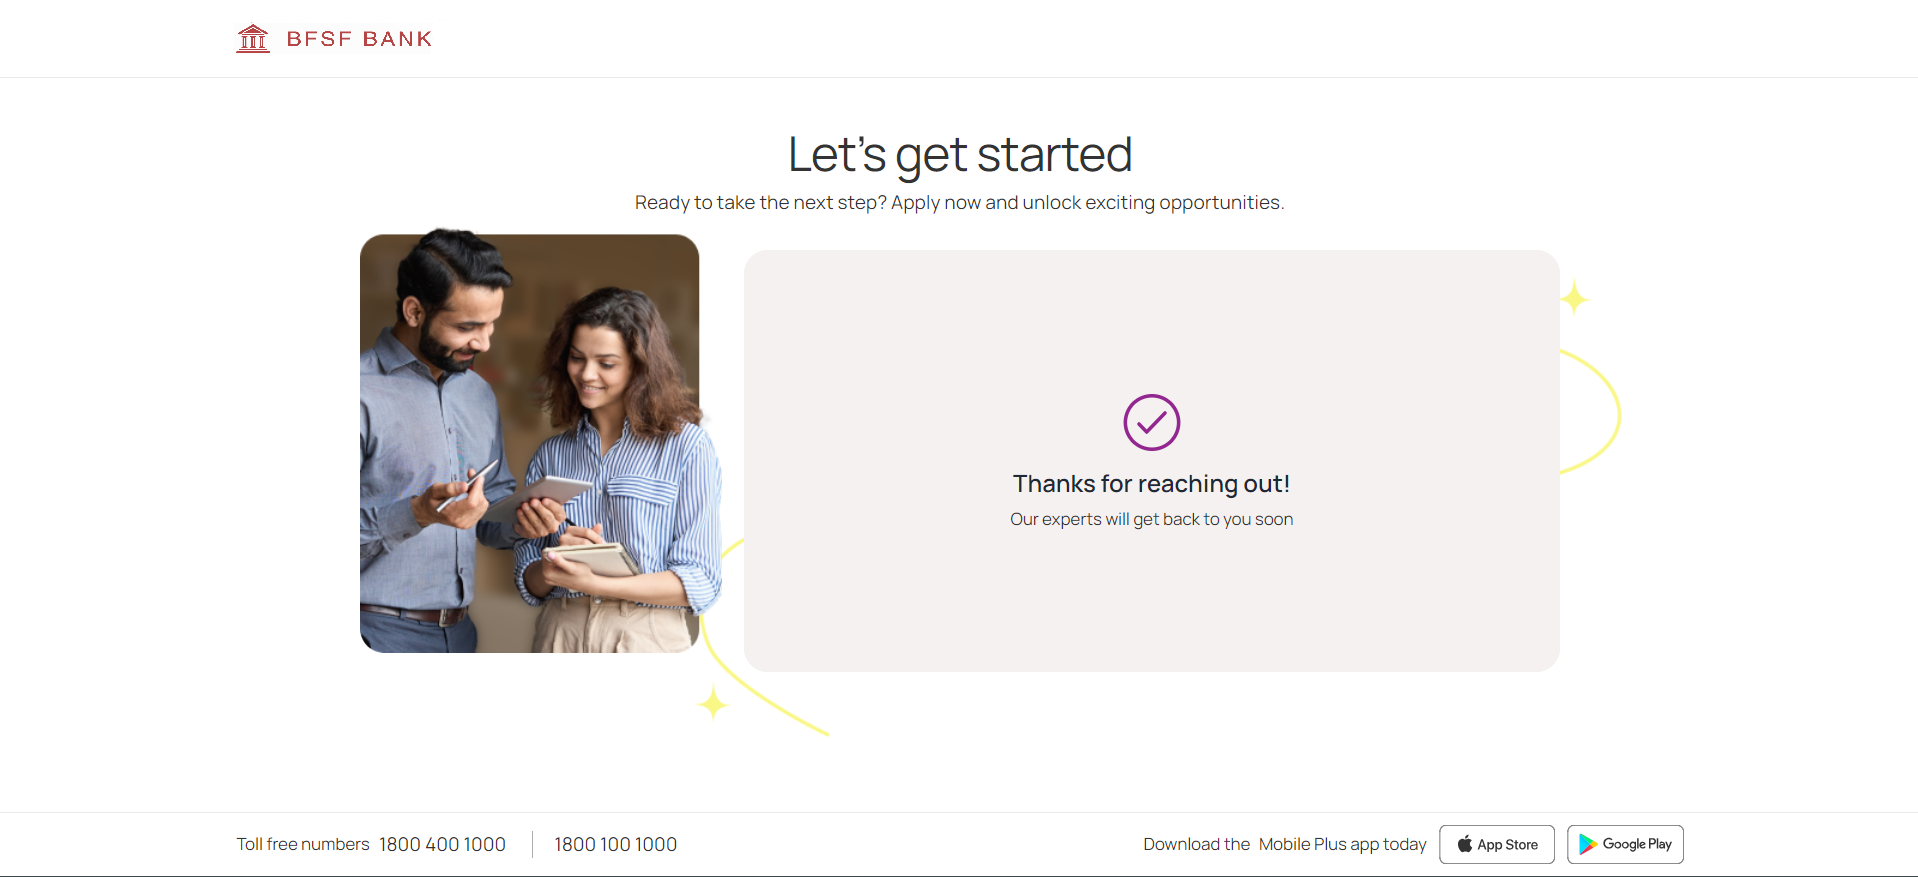 BFSF BANK
Let's get started
Ready to take the next step? Apply now and unlock exciting opportunities.
Thanks for reaching out!
Our experts will get back to you soon
Toll free numbers 1800 400 1000 1800 100 1000
Download the Mobile Plus app today App Store Google Play